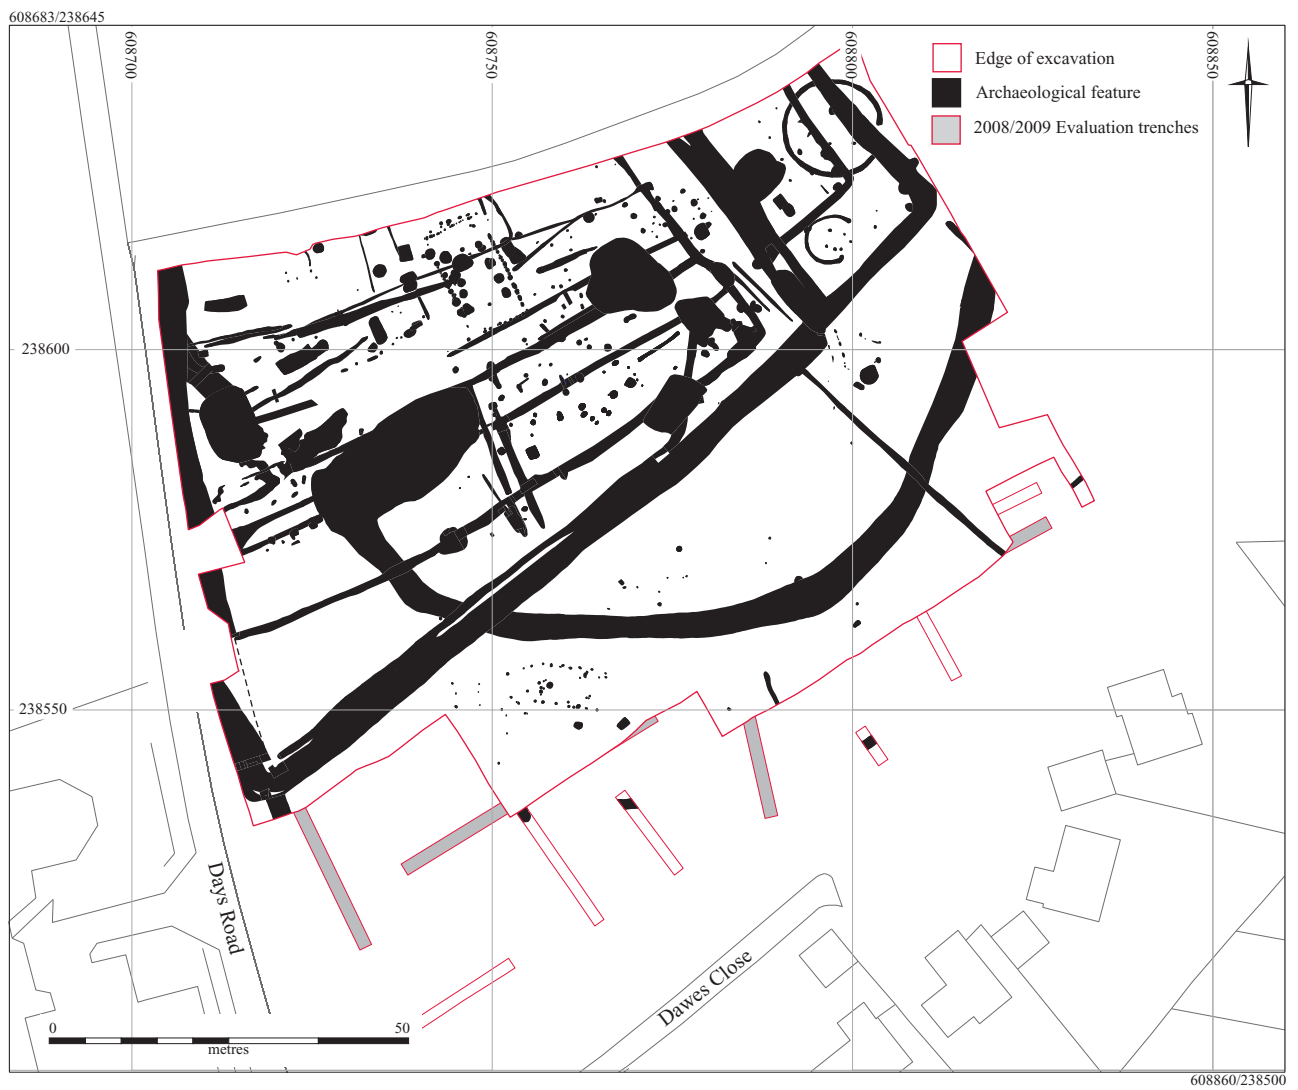 608683/238645
608700
608750
608800
608850
Edge of excavation
Archaeological feature
2008/2009 Evaluation trenches
238600
238550
Days Road
Dawes Close
0
50
metres
608860/238500